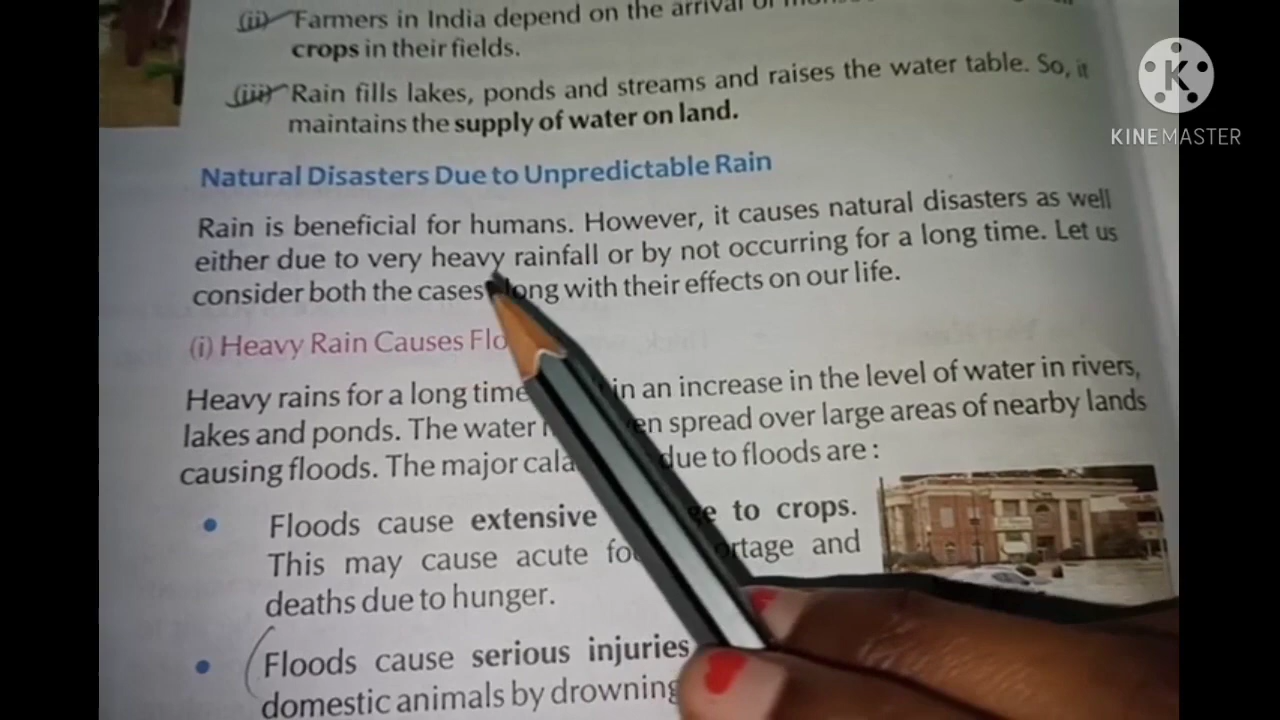 (ii) Farmers in India depend on the arrival of
crops in their fields.
(iii) Rain fills lakes, ponds and streams and raises the water table. So, it
maintains the supply of water on land.
Natural Disasters Due to Unpredictable Rain
Rain is beneficial for humans. However, it causes natural disasters as well
either due to very heavy rainfall or by not occurring for a long time. Let us
consider both the cases long with their effects on our life.
(i) Heavy Rain Causes Flo
Heavy rains for a long time in an increase in the level of water in rivers,
lakes and ponds. The water en spread over large areas of nearby lands
causing floods. The major cala due to floods are :
• Floods cause extensive ge to crops.
This may cause acute fo ortage and
deaths due to hunger.
• Floods cause serious injuries
domestic animals by drowning
K
KINEMASTER